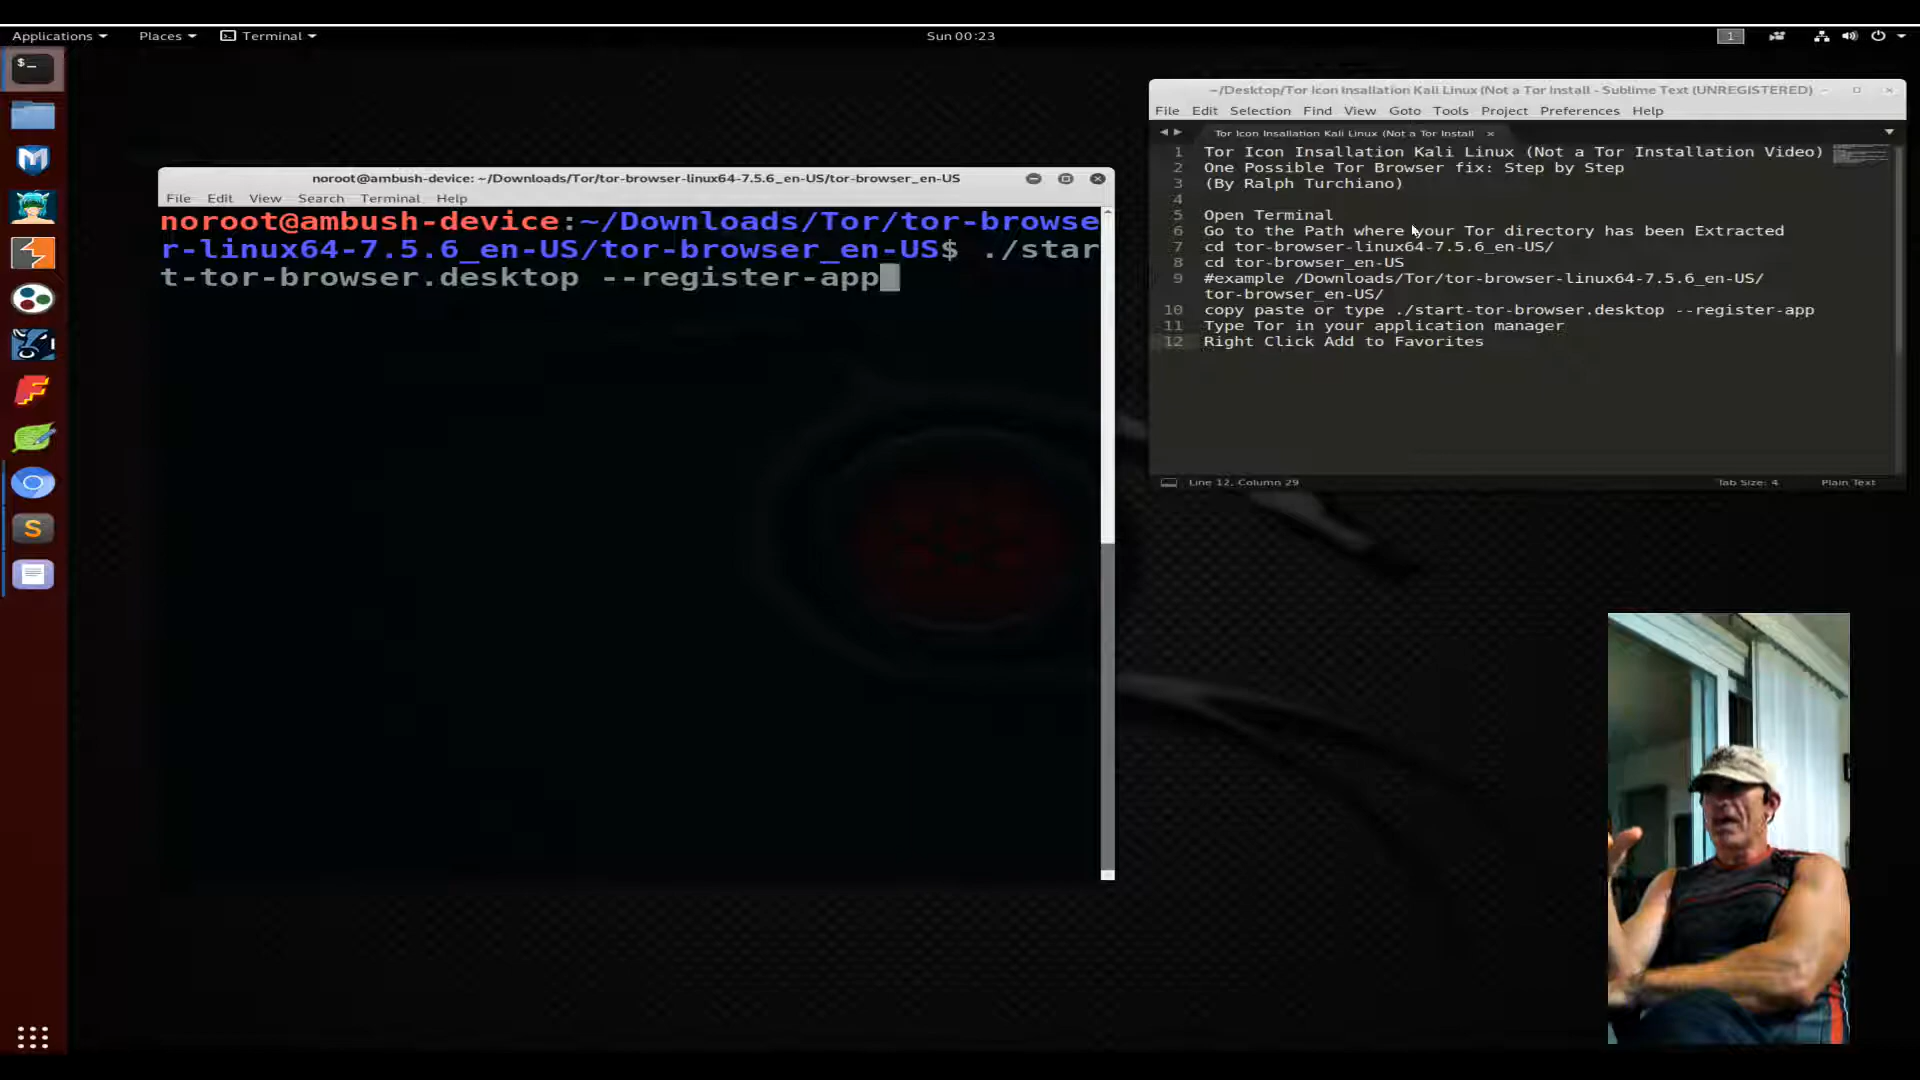 Applications
Places
Terminal
Sun 00:23
1
noroot@ambush-device: ~/Downloads/Tor/tor-browser-linux64-7.5.6_en-US/tor-browser_en-US
File Edit View Search Terminal Help
noroot@ambush-device:~/Downloads/Tor/tor-browse
r-linux64-7.5.6_en-US/tor-browser_en-US$ ./star
t-tor-browser.desktop --register-app
~/Desktop/Tor Icon Insallation Kali Linux (Not a Tor Install - Sublime Text (UNREGISTERED)
File Edit Selection Find View Goto Tools Project Preferences Help
Tor Icon Insallation Kali Linux (Not a Tor Install
1 Tor Icon Insallation Kali Linux (Not a Tor Installation Video)
2 One Possible Tor Browser fix: Step by Step
3 (By Ralph Turchiano)
4
5 Open Terminal
6 Go to the Path where your Tor directory has been Extracted
7 cd tor-browser-linux64-7.5.6_en-US/
8 cd tor-browser_en-US
9 #example /Downloads/Tor/tor-browser-linux64-7.5.6_en-US/
tor-browser_en-US/
10 copy paste or type ./start-tor-browser.desktop --register-app
11 Type Tor in your application manager
12 Right Click Add to Favorites
Line 12, Column 29
Tab Size: 4
Plain Text
$_
S